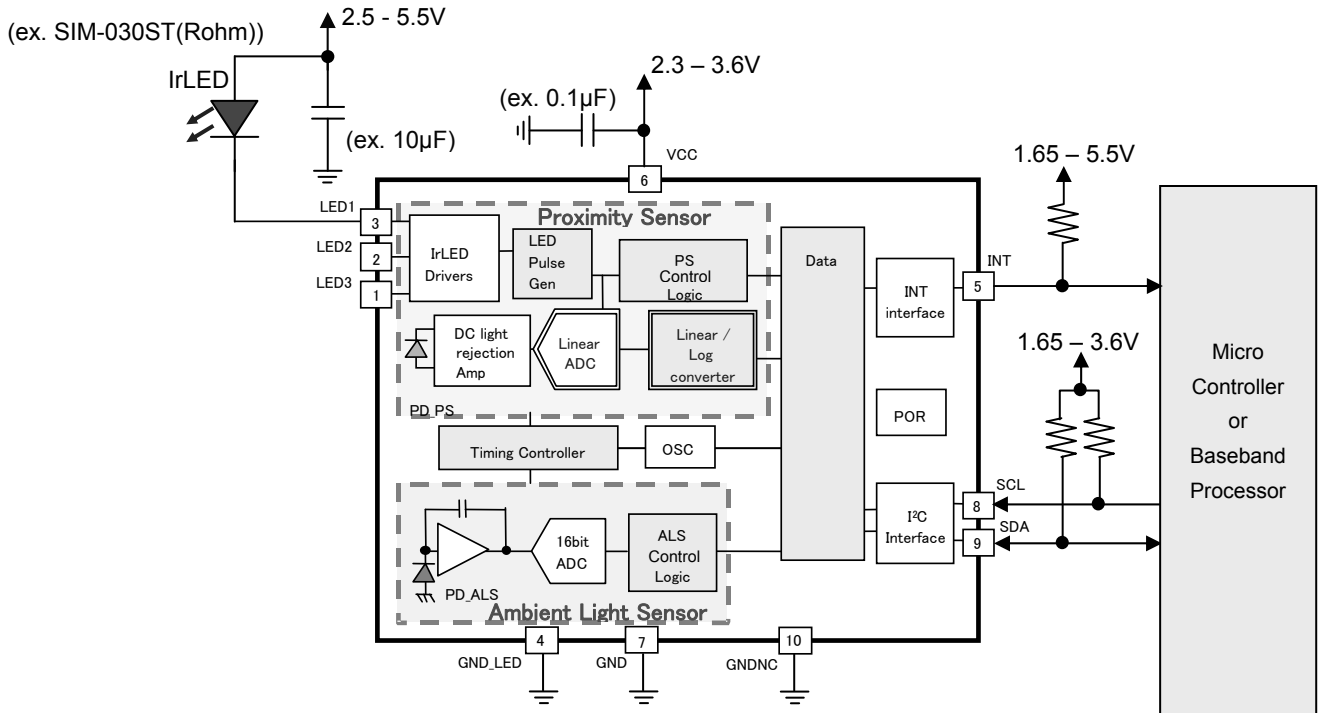 2.5 - 5.5V
(ex. SIM-030ST(Rohm))
IrLED
(ex. 10µF)
2.3 – 3.6V
(ex. 0.1µF)
VCC
6
LED1
3
LED2
2
LED3
1
Proximity Sensor
IrLED
Drivers
LED
Pulse
Gen
PS
Control
Logic
DC light
rejection
Amp
Linear
ADC
Linear /
Log
converter
PD_PS
Timing Controller
OSC
16bit
ADC
ALS
Control
Logic
PD_ALS
Ambient Light Sensor
Data
INT
interface
POR
I²C
Interface
1.65 – 5.5V
INT
5
1.65 – 3.6V
SCL
8
SDA
9
Micro
Controller
or
Baseband
Processor
4
7
10
GND_LED
GND
GNDNC